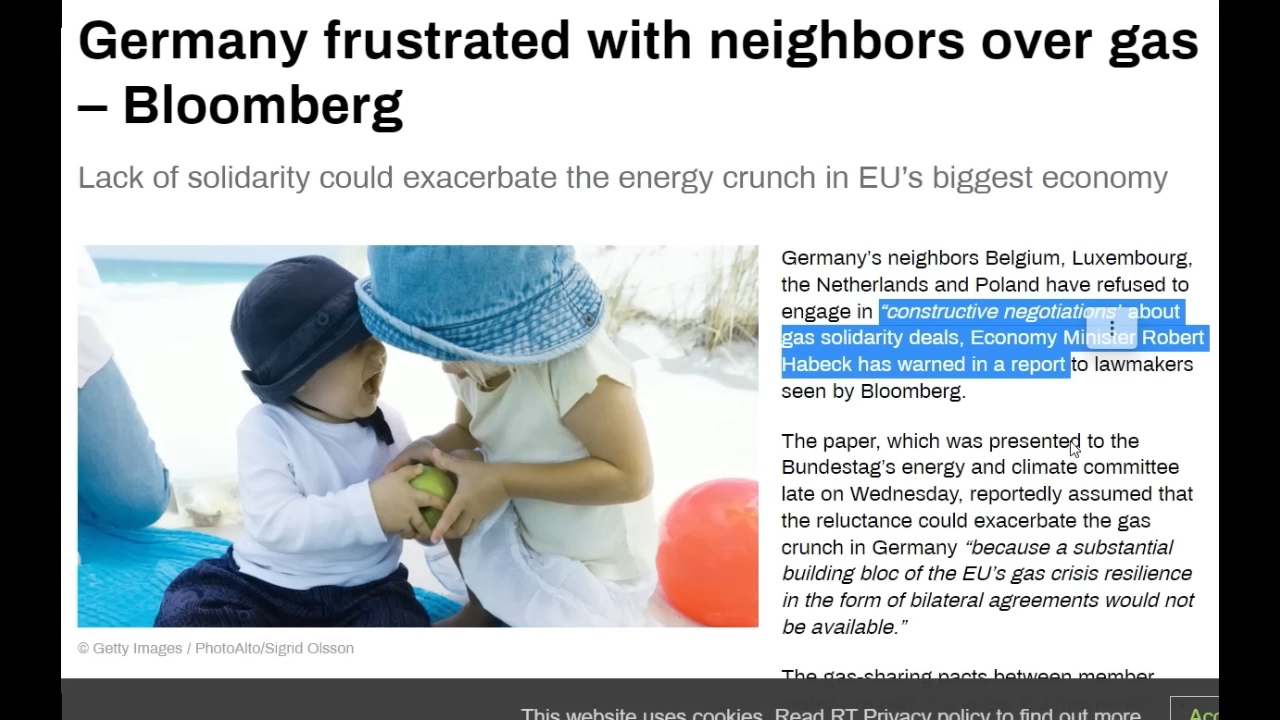 Germany frustrated with neighbors over gas
– Bloomberg
Lack of solidarity could exacerbate the energy crunch in EU’s biggest economy
Germany’s neighbors Belgium, Luxembourg,
the Netherlands and Poland have refused to
engage in “constructive negotiations’ about
gas solidarity deals, Economy Minister Robert
Habeck has warned in a report to lawmakers
seen by Bloomberg.
The paper, which was presented to the
Bundestag’s energy and climate committee
late on Wednesday, reportedly assumed that
the reluctance could exacerbate the gas
crunch in Germany “because a substantial
building bloc of the EU’s gas crisis resilience
in the form of bilateral agreements would not
be available.”
The gas-sharing pacts between member
© Getty Images / PhotoAlto/Sigrid Olsson
This website uses cookies. Read RT Privacy policy to find out more.